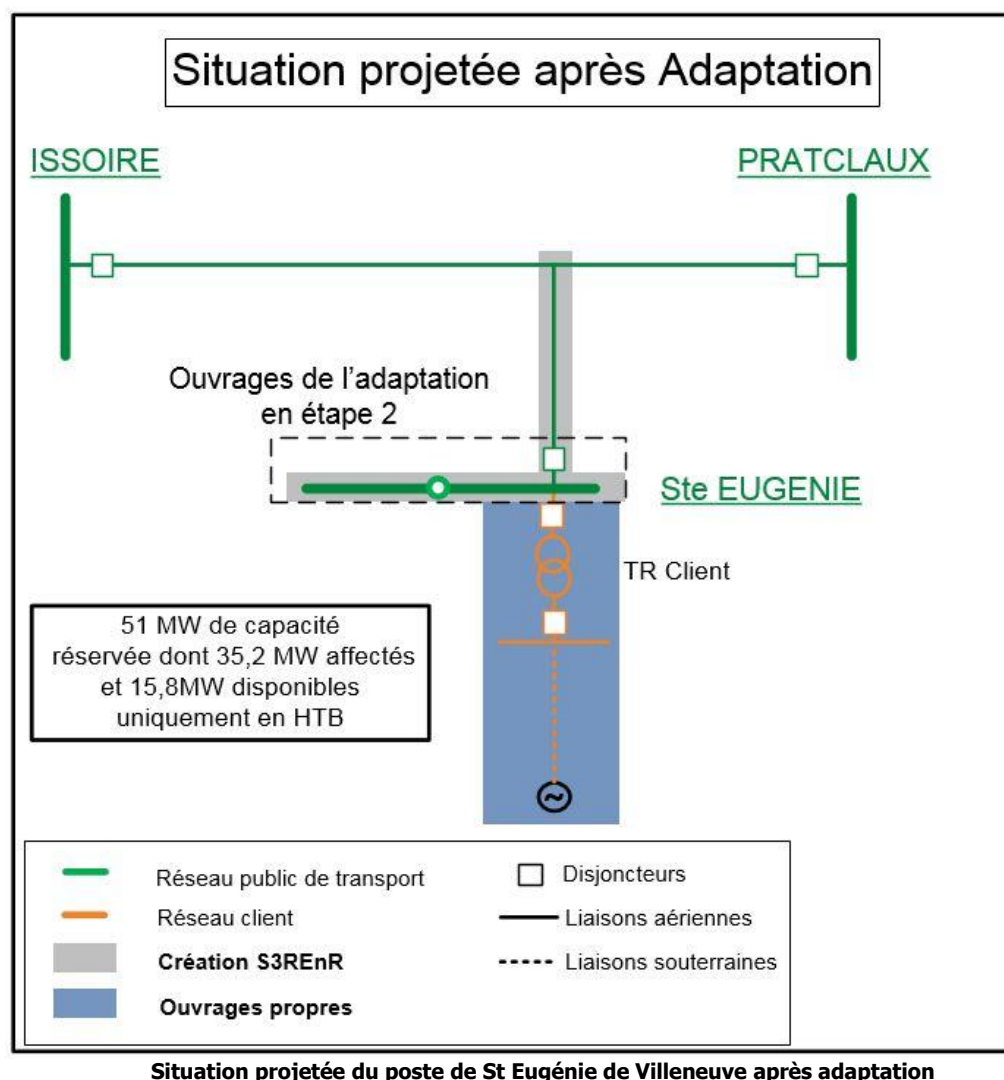 Situation projetée après Adaptation
ISSOIRE
PRATCLAUX
Ouvrages de l'adaptation
en étape 2
Ste EUGENIE
TR Client
51 MW de capacité
réservée dont 35,2 MW affectés
et 15,8MW disponibles
uniquement en HTB
~
Réseau public de transport
Disjoncteurs
Réseau client
Liaisons aériennes
Création S3REnR
Liaisons souterraines
Ouvrages propres
Situation projetée du poste de St Eugénie de Villeneuve après adaptation